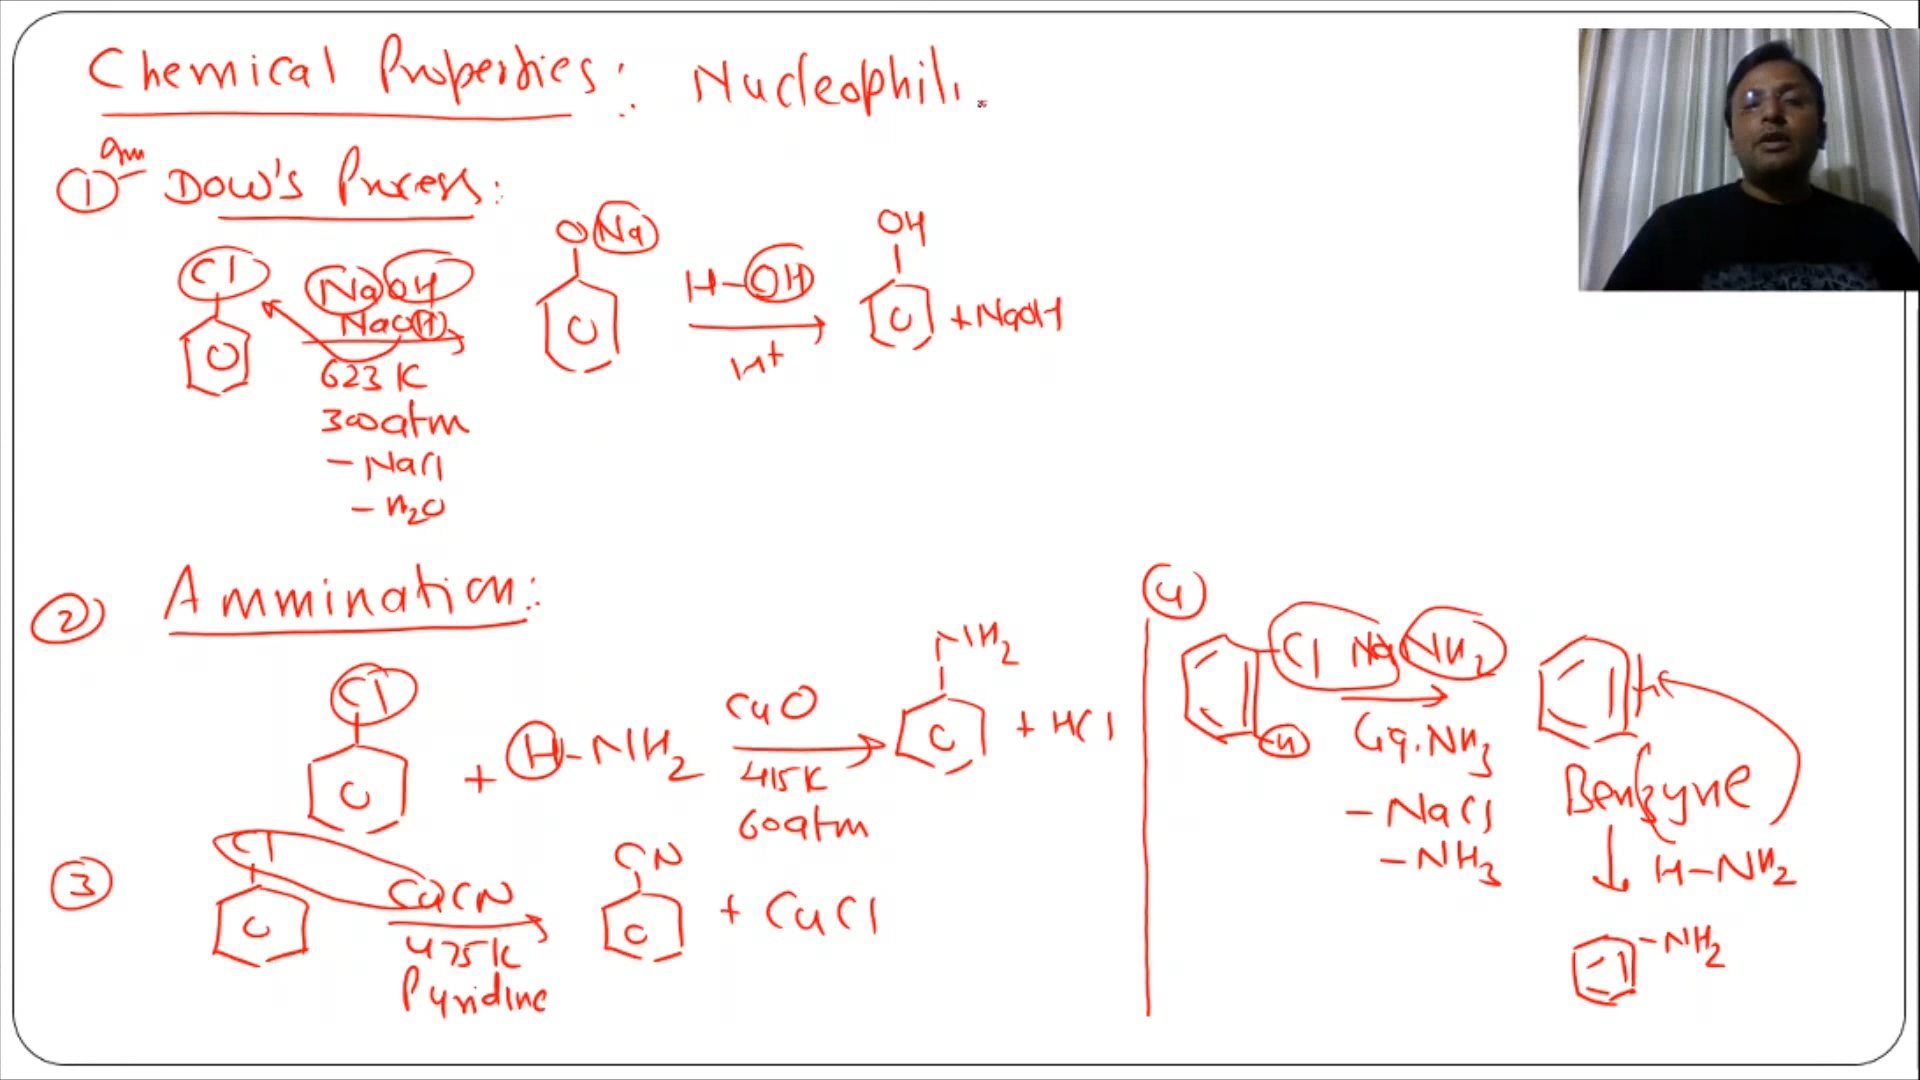 Chemical Properties: Nucleophili
① Dow's Process:
Cl NaOH NaOH 623 K 300atm - NaCl - H2O
ONa H-OH H+ OH + NaOH
② Ammination:
Cl + H-NH2 CuO 415K 60atm NH2 + HCl
③ Cl CuCN 475K Pyridine CN + CuCl
④ Cl H NaNH2 Liq. NH3 - NaCl - NH3
Benzyne
H-NH2
-NH2